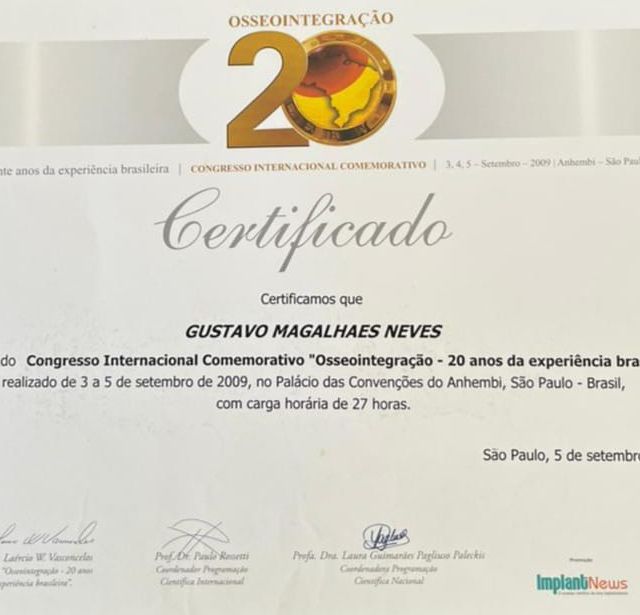 OSSEOINTEGRAÇÃO
20
nte anos da experiência brasileira | CONGRESSO INTERNACIONAL COMEMORATIVO | 3, 4, 5 – Setembro – 2009 | Anhembi – São Paul
Certificado
Certificamos que
GUSTAVO MAGALHAES NEVES
do Congresso Internacional Comemorativo "Osseointegração - 20 anos da experiência bra
realizado de 3 a 5 de setembro de 2009, no Palácio das Convenções do Anhembi, São Paulo - Brasil,
com carga horária de 27 horas.
São Paulo, 5 de setembro
Laércio W. Vasconcelos
"Osseointegração - 20 anos
xperiência brasileira".
Prof. Dr. Paulo Rossetti
Coordenador Programação
Científica Internacional
Profa. Dra. Laura Guimarães Pagliuso Paleckis
Coordenadora Programação
Científica Nacional
Promoção
ImplantNews